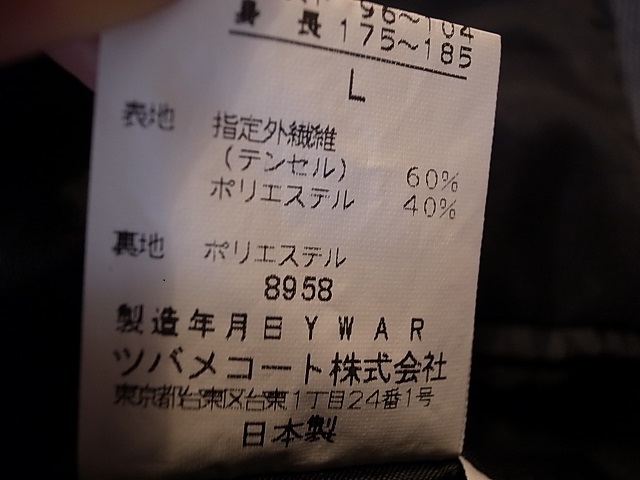 96~104
身長 175~185
L
表地 指定外繊維
(テンセル) 60%
ポリエステル 40%
裏地 ポリエステル
8958
製造年月日YWAR
ツバメコート株式会社
東京都台東区台東1丁目24番1号
日本製